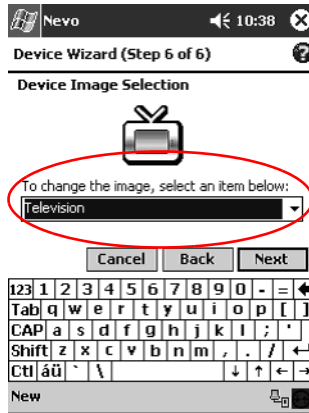 Nevo 10:38
Device Wizard (Step 6 of 6)
Device Image Selection
To change the image, select an item below:
Television
Cancel Back Next
123 1 2 3 4 5 6 7 8 9 0 - =
Tab q w e r t y u i o p [ ]
CAP a s d f g h j k l ; '
Shift z x c v b n m , . /
Ctl áü ` \
New